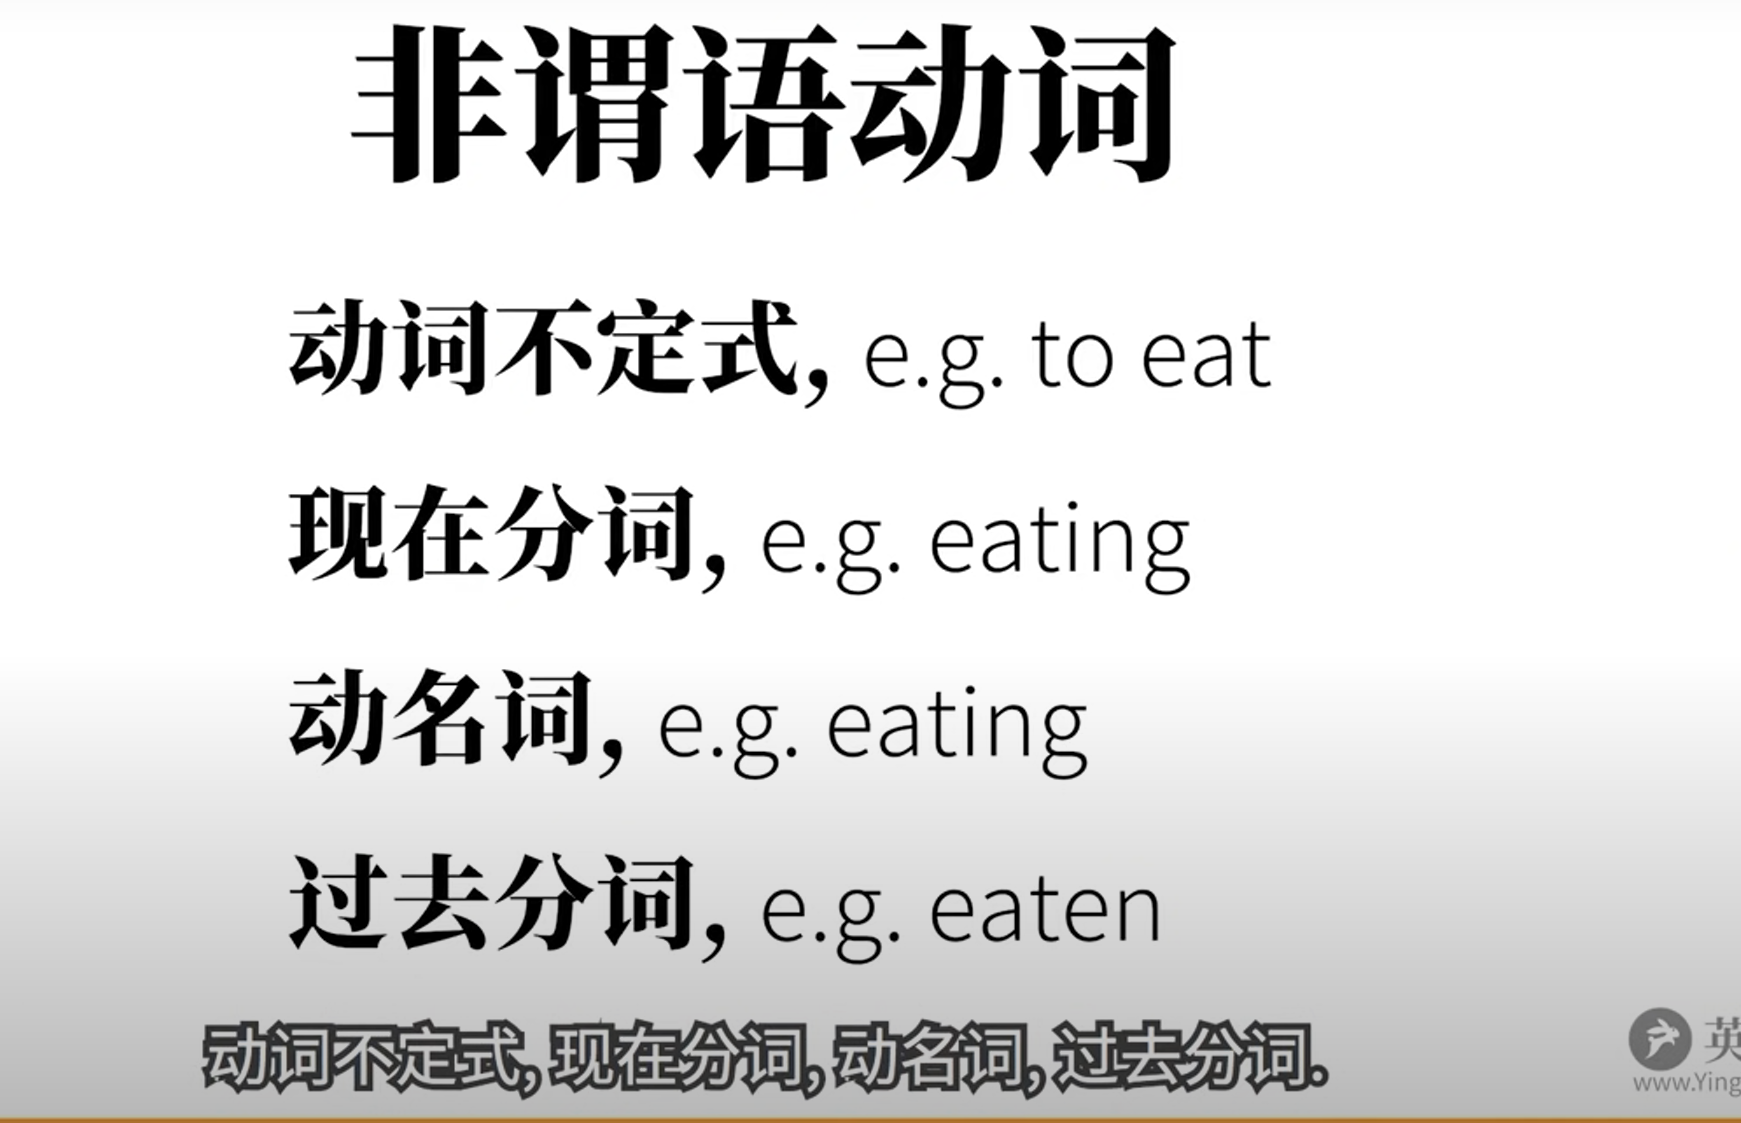 非谓语动词
动词不定式, e.g. to eat
现在分词, e.g. eating
动名词, e.g. eating
过去分词, e.g. eaten
动词不定式, 现在分词, 动名词, 过去分词.
英
www.Ying